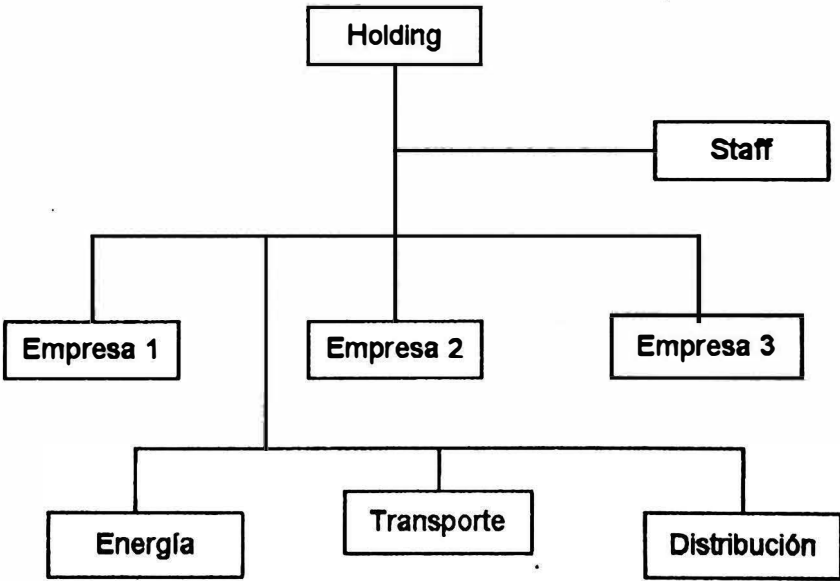 Holding
Staff
Empresa 1
Empresa 2
Empresa 3
Energía
Transporte
Distribución